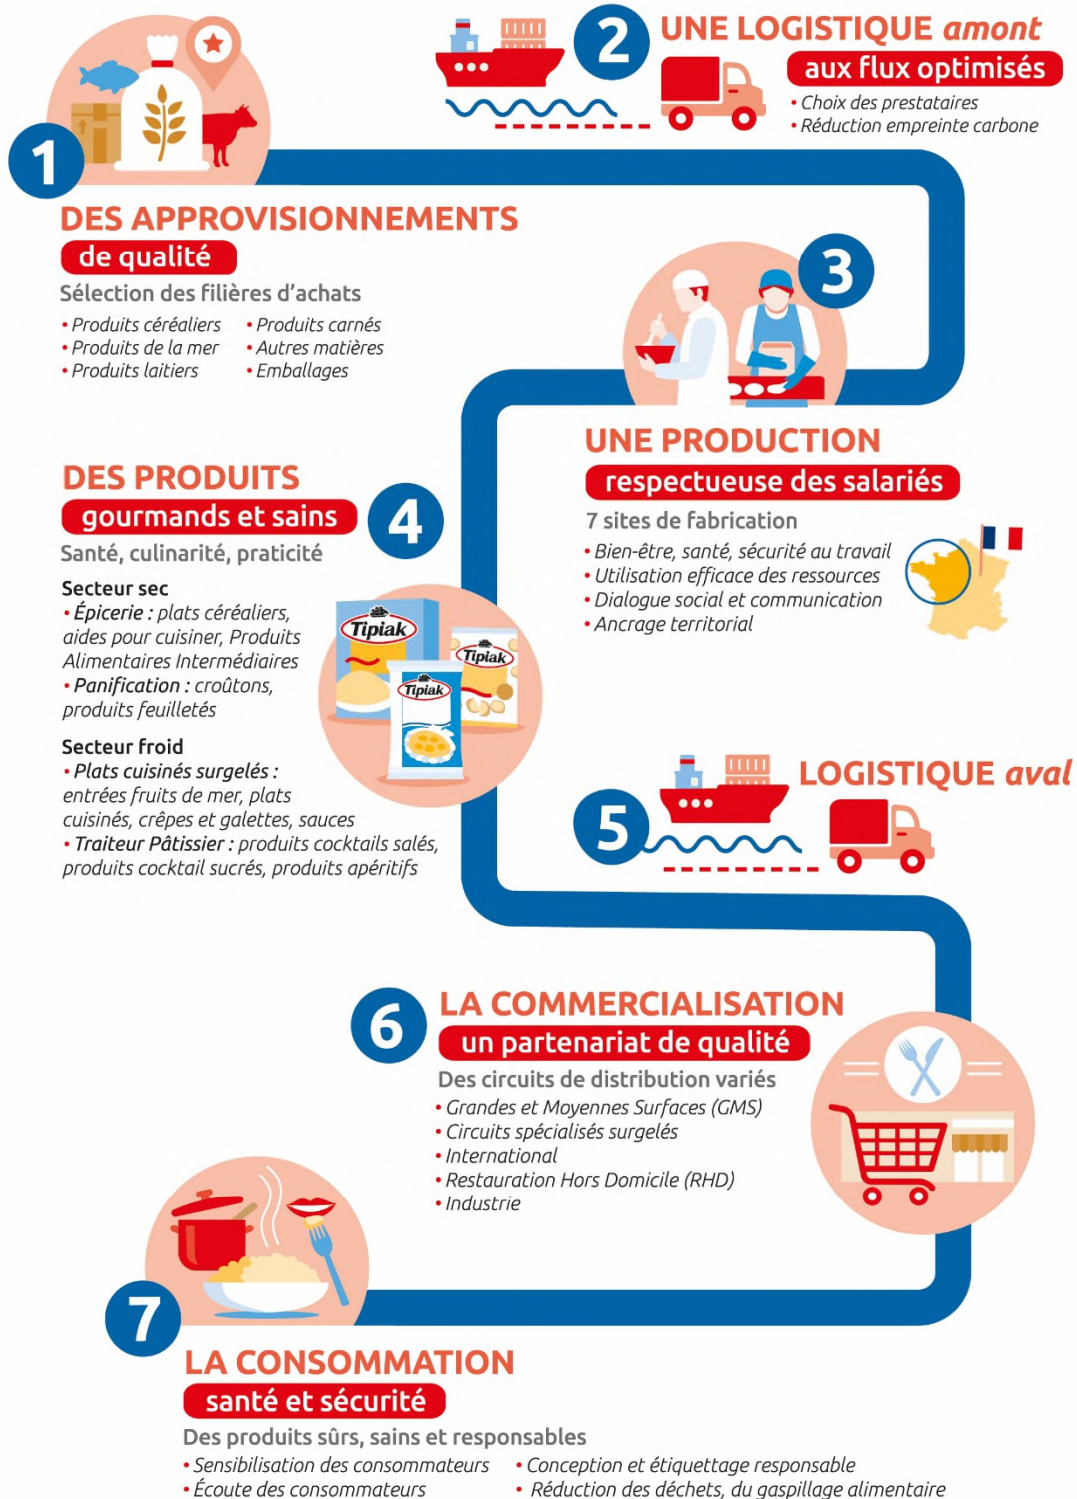 1
DES APPROVISIONNEMENTS
de qualité
Sélection des filières d'achats
• Produits céréaliers
• Produits de la mer
• Produits laitiers
• Produits carnés
• Autres matières
• Emballages
2
UNE LOGISTIQUE amont
aux flux optimisés
• Choix des prestataires
• Réduction empreinte carbone
3
UNE PRODUCTION
respectueuse des salariés
7 sites de fabrication
• Bien-être, santé, sécurité au travail
• Utilisation efficace des ressources
• Dialogue social et communication
• Ancrage territorial
DES PRODUITS
gourmands et sains
4
Santé, culinarité, praticité
Secteur sec
• Épicerie : plats céréaliers,
aides pour cuisiner, Produits
Alimentaires Intermédiaires
• Panification : croûtons,
produits feuilletés
Secteur froid
• Plats cuisinés surgelés :
entrées fruits de mer, plats
cuisinés, crêpes et galettes, sauces
• Traiteur Pâtissier : produits cocktails salés,
produits cocktail sucrés, produits apéritifs
Tipiak
Tipiak
Tipiak
5
LOGISTIQUE aval
6
LA COMMERCIALISATION
un partenariat de qualité
Des circuits de distribution variés
• Grandes et Moyennes Surfaces (GMS)
• Circuits spécialisés surgelés
• International
• Restauration Hors Domicile (RHD)
• Industrie
7
LA CONSOMMATION
santé et sécurité
Des produits sûrs, sains et responsables
• Sensibilisation des consommateurs
• Écoute des consommateurs
• Conception et étiquettage responsable
• Réduction des déchets, du gaspillage alimentaire